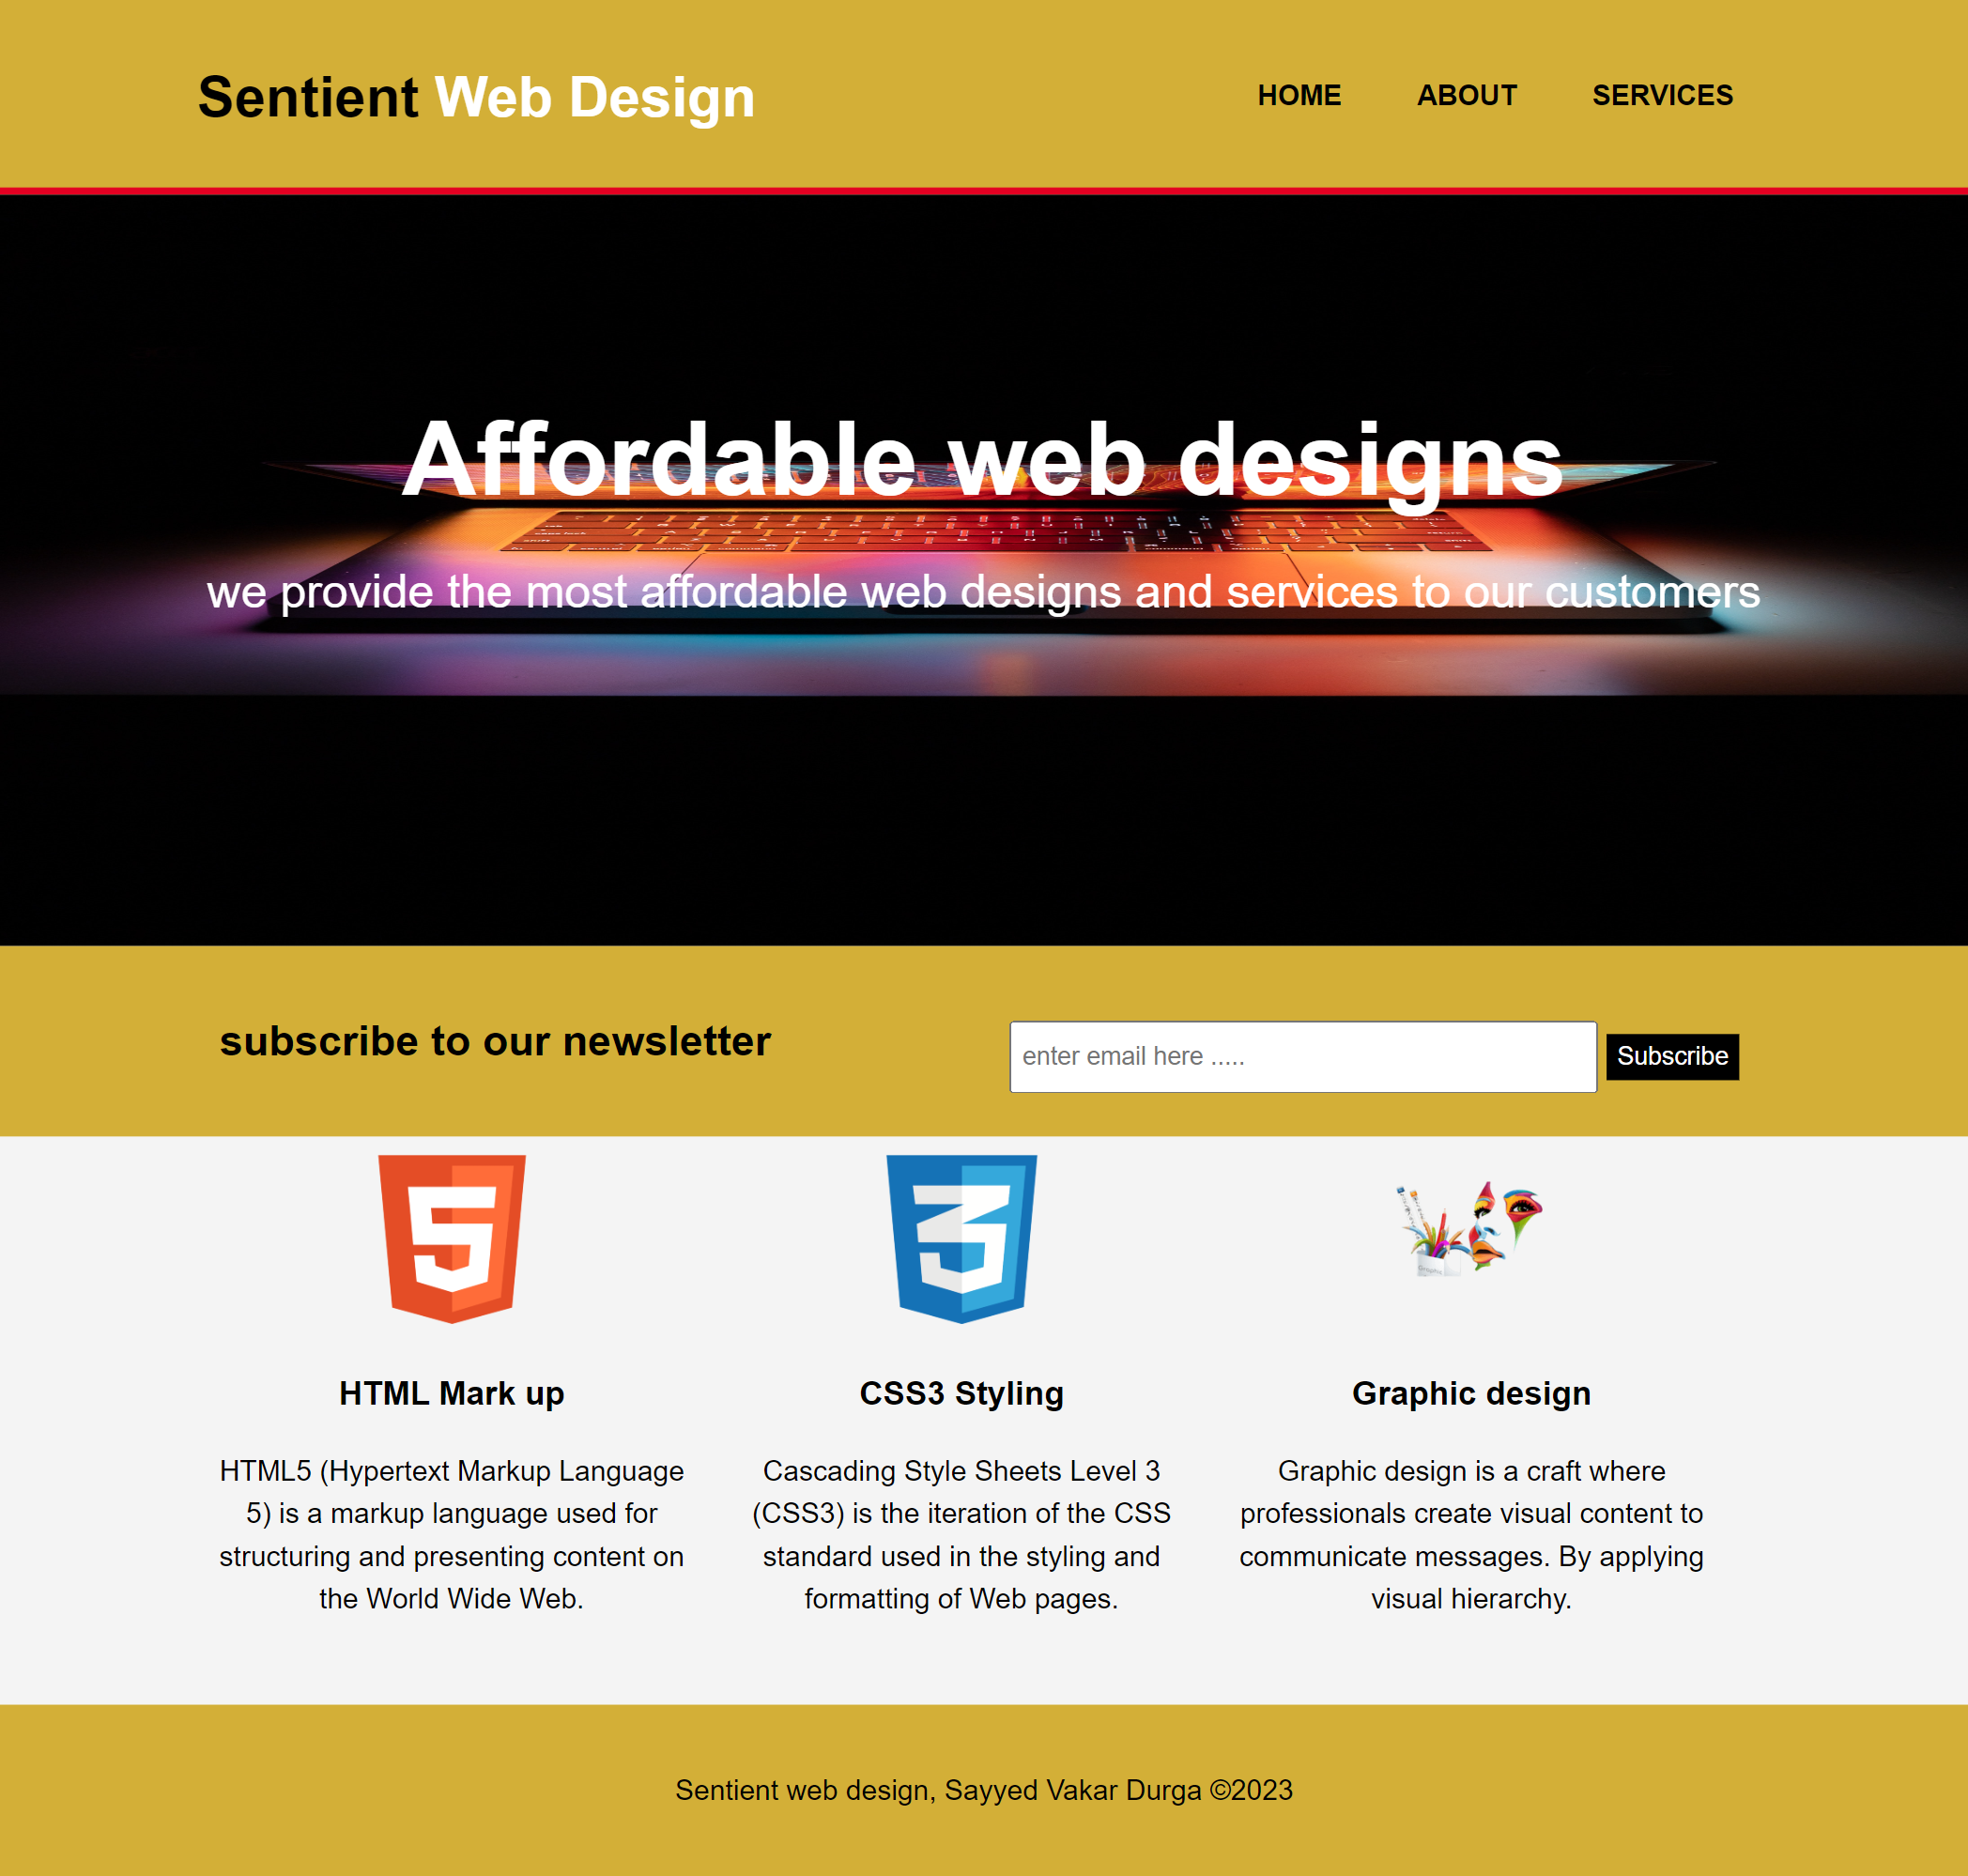 Sentient Web Design
HOME ABOUT SERVICES
Affordable web designs
we provide the most affordable web designs and services to our customers
subscribe to our newsletter
enter email here .....
Subscribe
HTML Mark up
HTML5 (Hypertext Markup Language
5) is a markup language used for
structuring and presenting content on
the World Wide Web.
CSS3 Styling
Cascading Style Sheets Level 3
(CSS3) is the iteration of the CSS
standard used in the styling and
formatting of Web pages.
Graphic design
Graphic design is a craft where
professionals create visual content to
communicate messages. By applying
visual hierarchy.
Sentient web design, Sayyed Vakar Durga ©2023